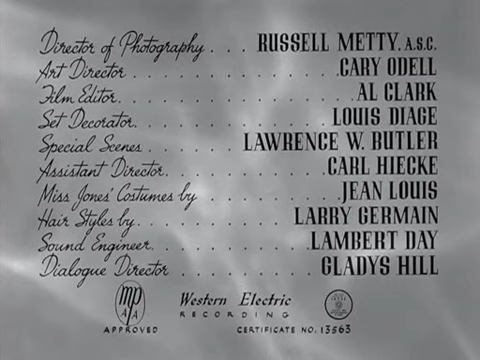 Director of Photography . . . RUSSELL METTY, A.S.C.
Art Director . . . . . . . . . . . . CARY ODELL
Film Editor. . . . . . . . . . . . . AL CLARK
Set Decorator. . . . . . . . . . . LOUIS DIAGE
Special Scenes . . . . . LAWRENCE W. BUTLER
Assistant Director. . . . . . . . . CARL HIECKE
Miss Jones' Costumes by . . . . . . . JEAN LOUIS
Hair Styles by. . . . . . . . . LARRY GERMAIN
Sound Engineer. . . . . . . . . . LAMBERT DAY
Dialogue Director . . . . . . . . . GLADYS HILL
MPAA Western Electric
RECORDING
APPROVED CERTIFICATE NO. 13563